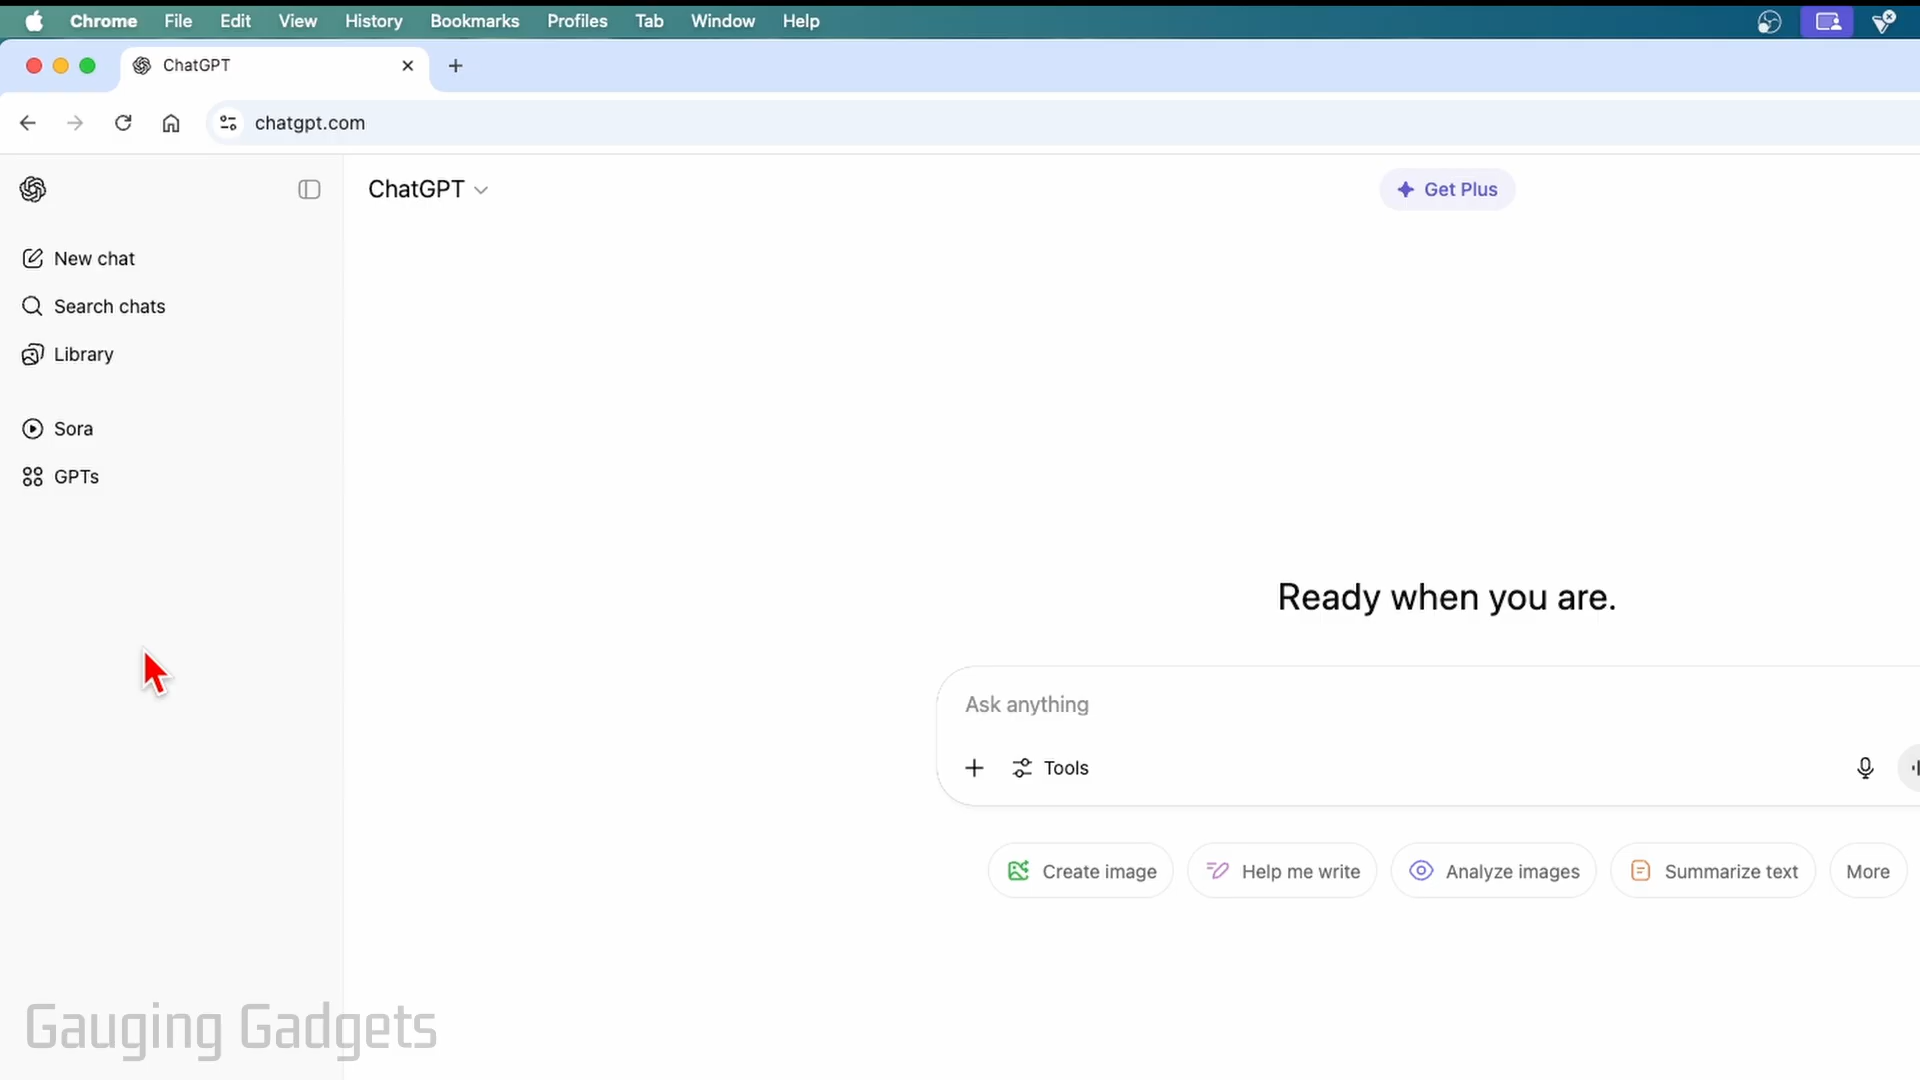 Chrome File Edit View History Bookmarks Profiles Tab Window Help
ChatGPT
chatgpt.com
ChatGPT
Get Plus
New chat
Search chats
Library
Sora
GPTs
Ready when you are.
Ask anything
Tools
Create image Help me write Analyze images Summarize text More
Gauging Gadgets